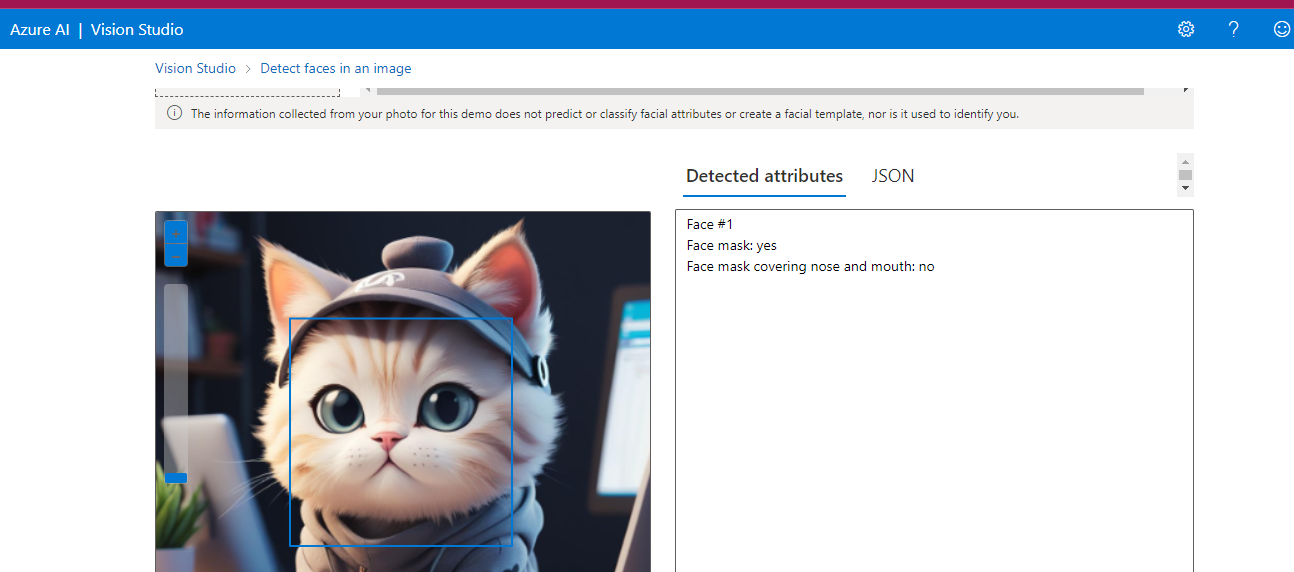 Azure AI | Vision Studio
Vision Studio > Detect faces in an image
The information collected from your photo for this demo does not predict or classify facial attributes or create a facial template, nor is it used to identify you.
Detected attributes JSON
Face #1
Face mask: yes
Face mask covering nose and mouth: no